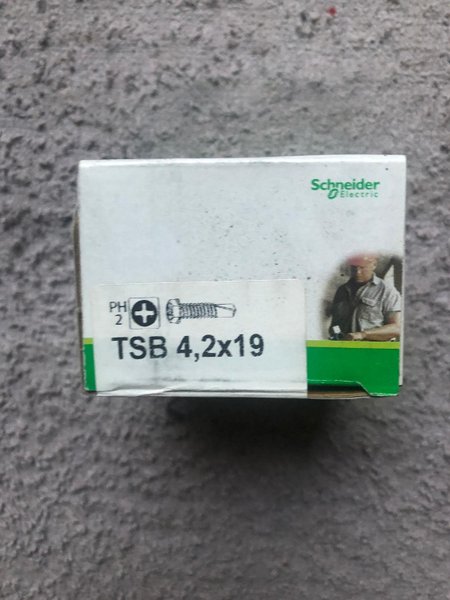 Schneider
Electric
PH
2
TSB 4,2x19